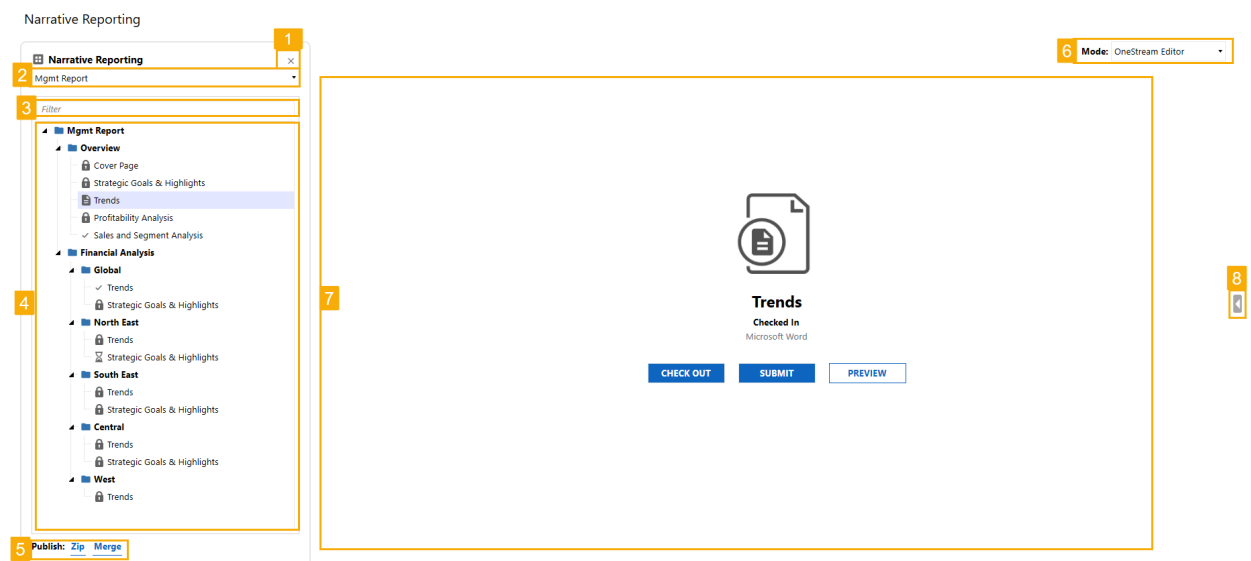 Narrative Reporting
1
Narrative Reporting
6 Mode: OneStream Editor
2 Mgmt Report
3 Filter
Mgmt Report
Overview
Cover Page
Strategic Goals & Highlights
Trends
Profitability Analysis
Sales and Segment Analysis
Financial Analysis
Global
Trends
4 Strategic Goals & Highlights
North East
Trends
Strategic Goals & Highlights
South East
Trends
Strategic Goals & Highlights
Central
Trends
Strategic Goals & Highlights
West
Trends
5 Publish: Zip Merge
7
Trends
Checked In
Microsoft Word
CHECK OUT SUBMIT PREVIEW
8